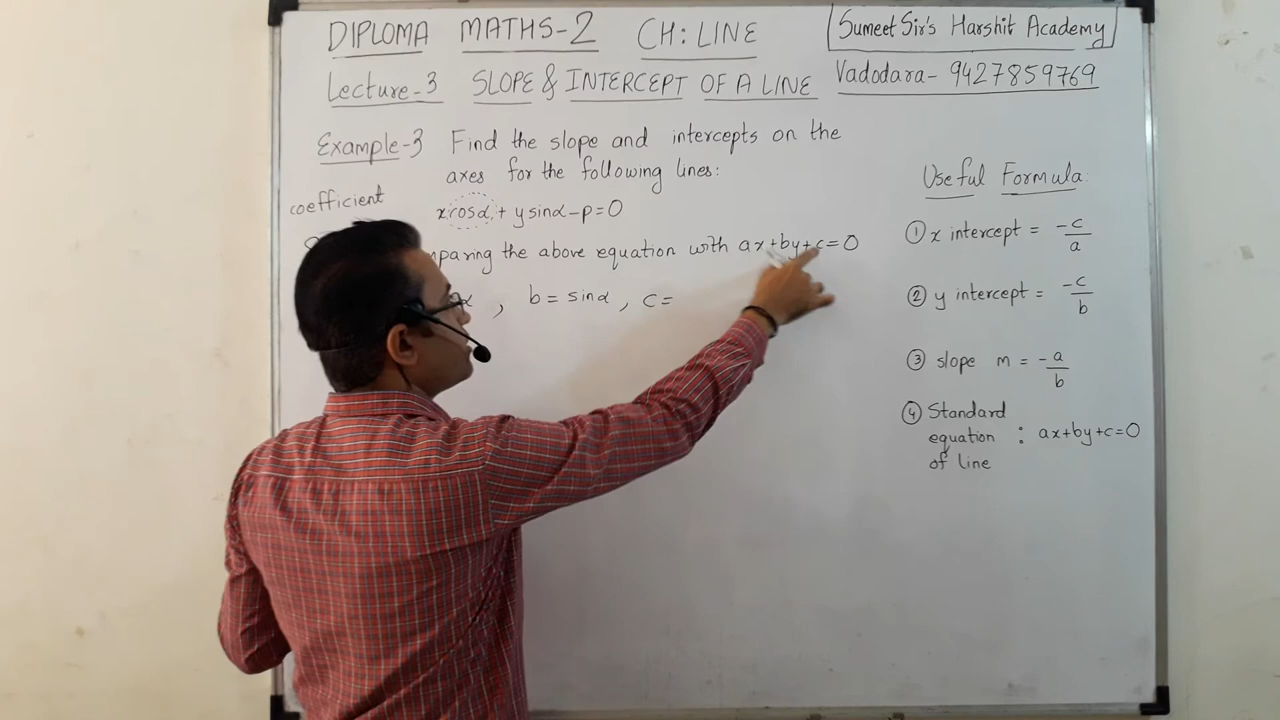 DIPLOMA MATHS-2 CH: LINE
Sumeet Sir's Harshit Academy
Lecture-3 SLOPE & INTERCEPT OF A LINE
Vadodara- 9427859769
Example-3 Find the slope and intercepts on the
axes for the following lines:
coefficient
xcosα + ysinα-p=0
the above equation with ax+by+c=0
α, b= sinα, c=
Useful Formula:
① x intercept = -c/a
② y intercept = -c/b
③ slope m = -a/b
④ Standard
equation : ax+by+c=0
of line